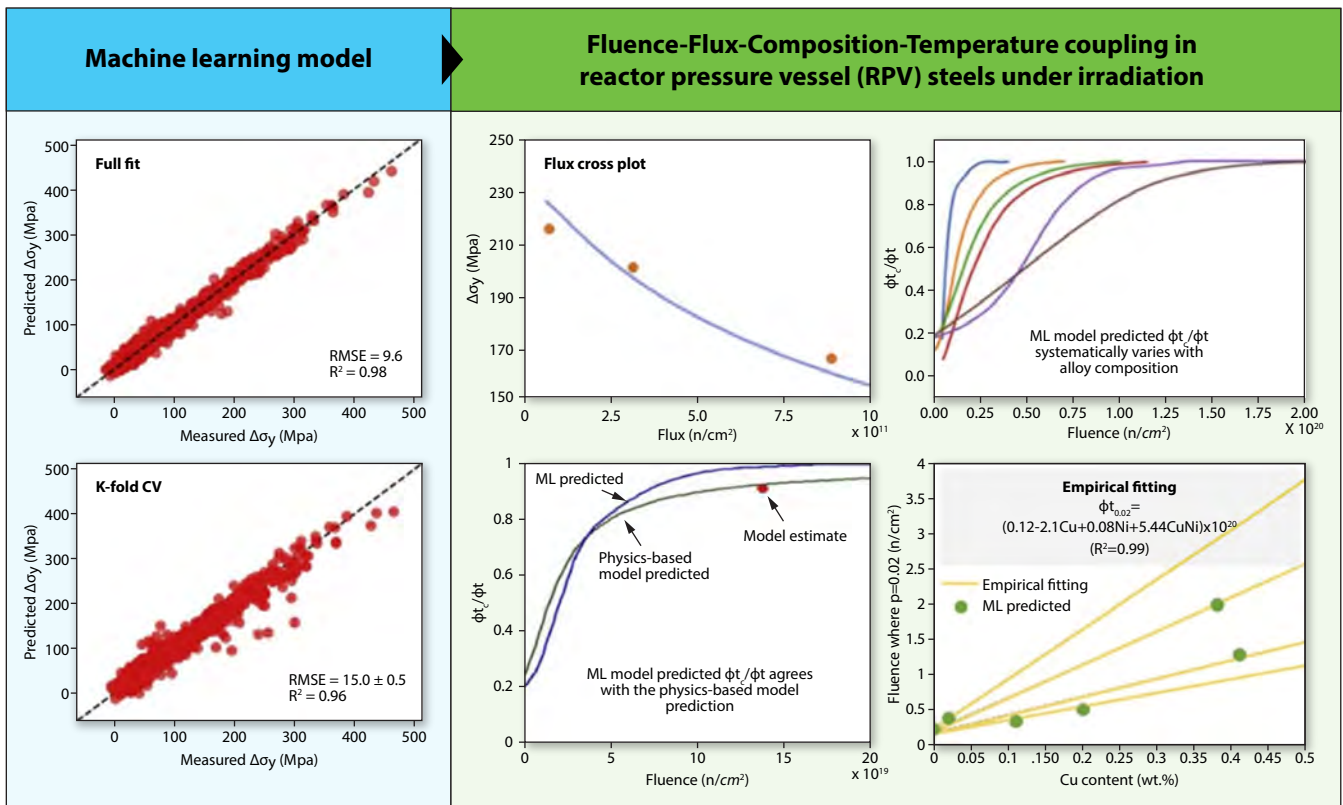 Machine learning model
Fluence-Flux-Composition-Temperature coupling in
reactor pressure vessel (RPV) steels under irradiation
Full fit
500
400
300
200
100
0
Predicted Δσy (Mpa)
RMSE = 9.6
R² = 0.98
0 100 200 300 400 500
Measured Δσy (Mpa)
Flux cross plot
250
230
210
190
170
150
Δσy (Mpa)
0 2.5 5 7.5 10
Flux (n/cm²)
x 10¹¹
1.0
0.8
0.6
0.4
0.2
0.0
ϕt_c/ϕt
ML model predicted ϕt_c/ϕt
systematically varies with
alloy composition
0.00 0.25 0.50 0.75 1.00 1.25 1.50 1.75 2.00
Fluence (n/cm²)
X 10²⁰
K-fold CV
500
400
300
200
100
0
Predicted Δσy (Mpa)
RMSE = 15.0 ± 0.5
R² = 0.96
0 100 200 300 400 500
Measured Δσy (Mpa)
1
0.8
0.6
0.4
0.2
0
ϕt_c/ϕt
ML predicted
Physics-based
model predicted
Model estimate
ML model predicted ϕt_c/ϕt agrees
with the physics-based model
prediction
0 5 10 15 20
Fluence (n/cm²)
x 10¹⁹
4
3
2.5
2
2.5
1.5
1
0.5
0
Fluence where p=0.02 (n/cm²)
Empirical fitting
ϕt₀.₀₂=
(0.12-2.1Cu+0.08Ni+5.44CuNi)x10²⁰
(R²=0.99)
Empirical fitting
ML predicted
0 0.05 0.1 0.15 0.2 0.25 0.30 0.35 0.4 0.45 0.5
Cu content (wt.%)